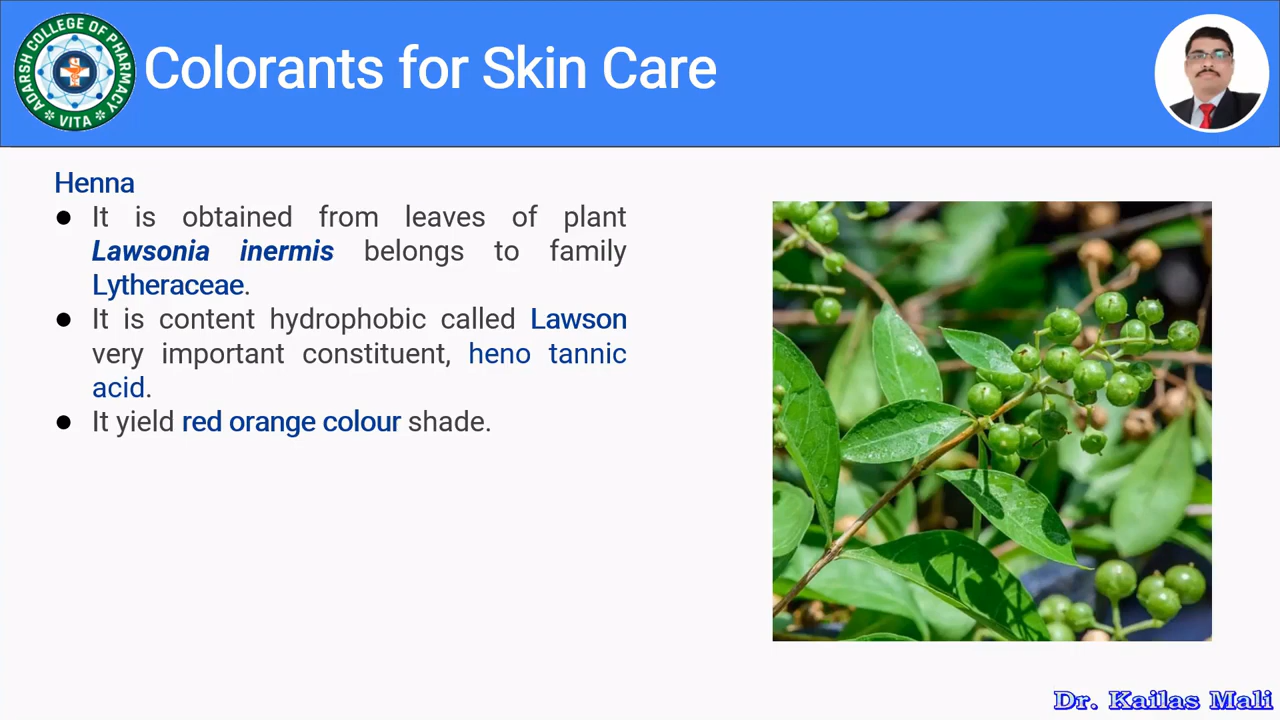 ADARSH COLLEGE OF PHARMACY
VITA
Colorants for Skin Care
Henna
● It is obtained from leaves of plant
Lawsonia inermis belongs to family
Lytheraceae.
● It is content hydrophobic called Lawson
very important constituent, heno tannic
acid.
● It yield red orange colour shade.
Dr. Kailas Mali